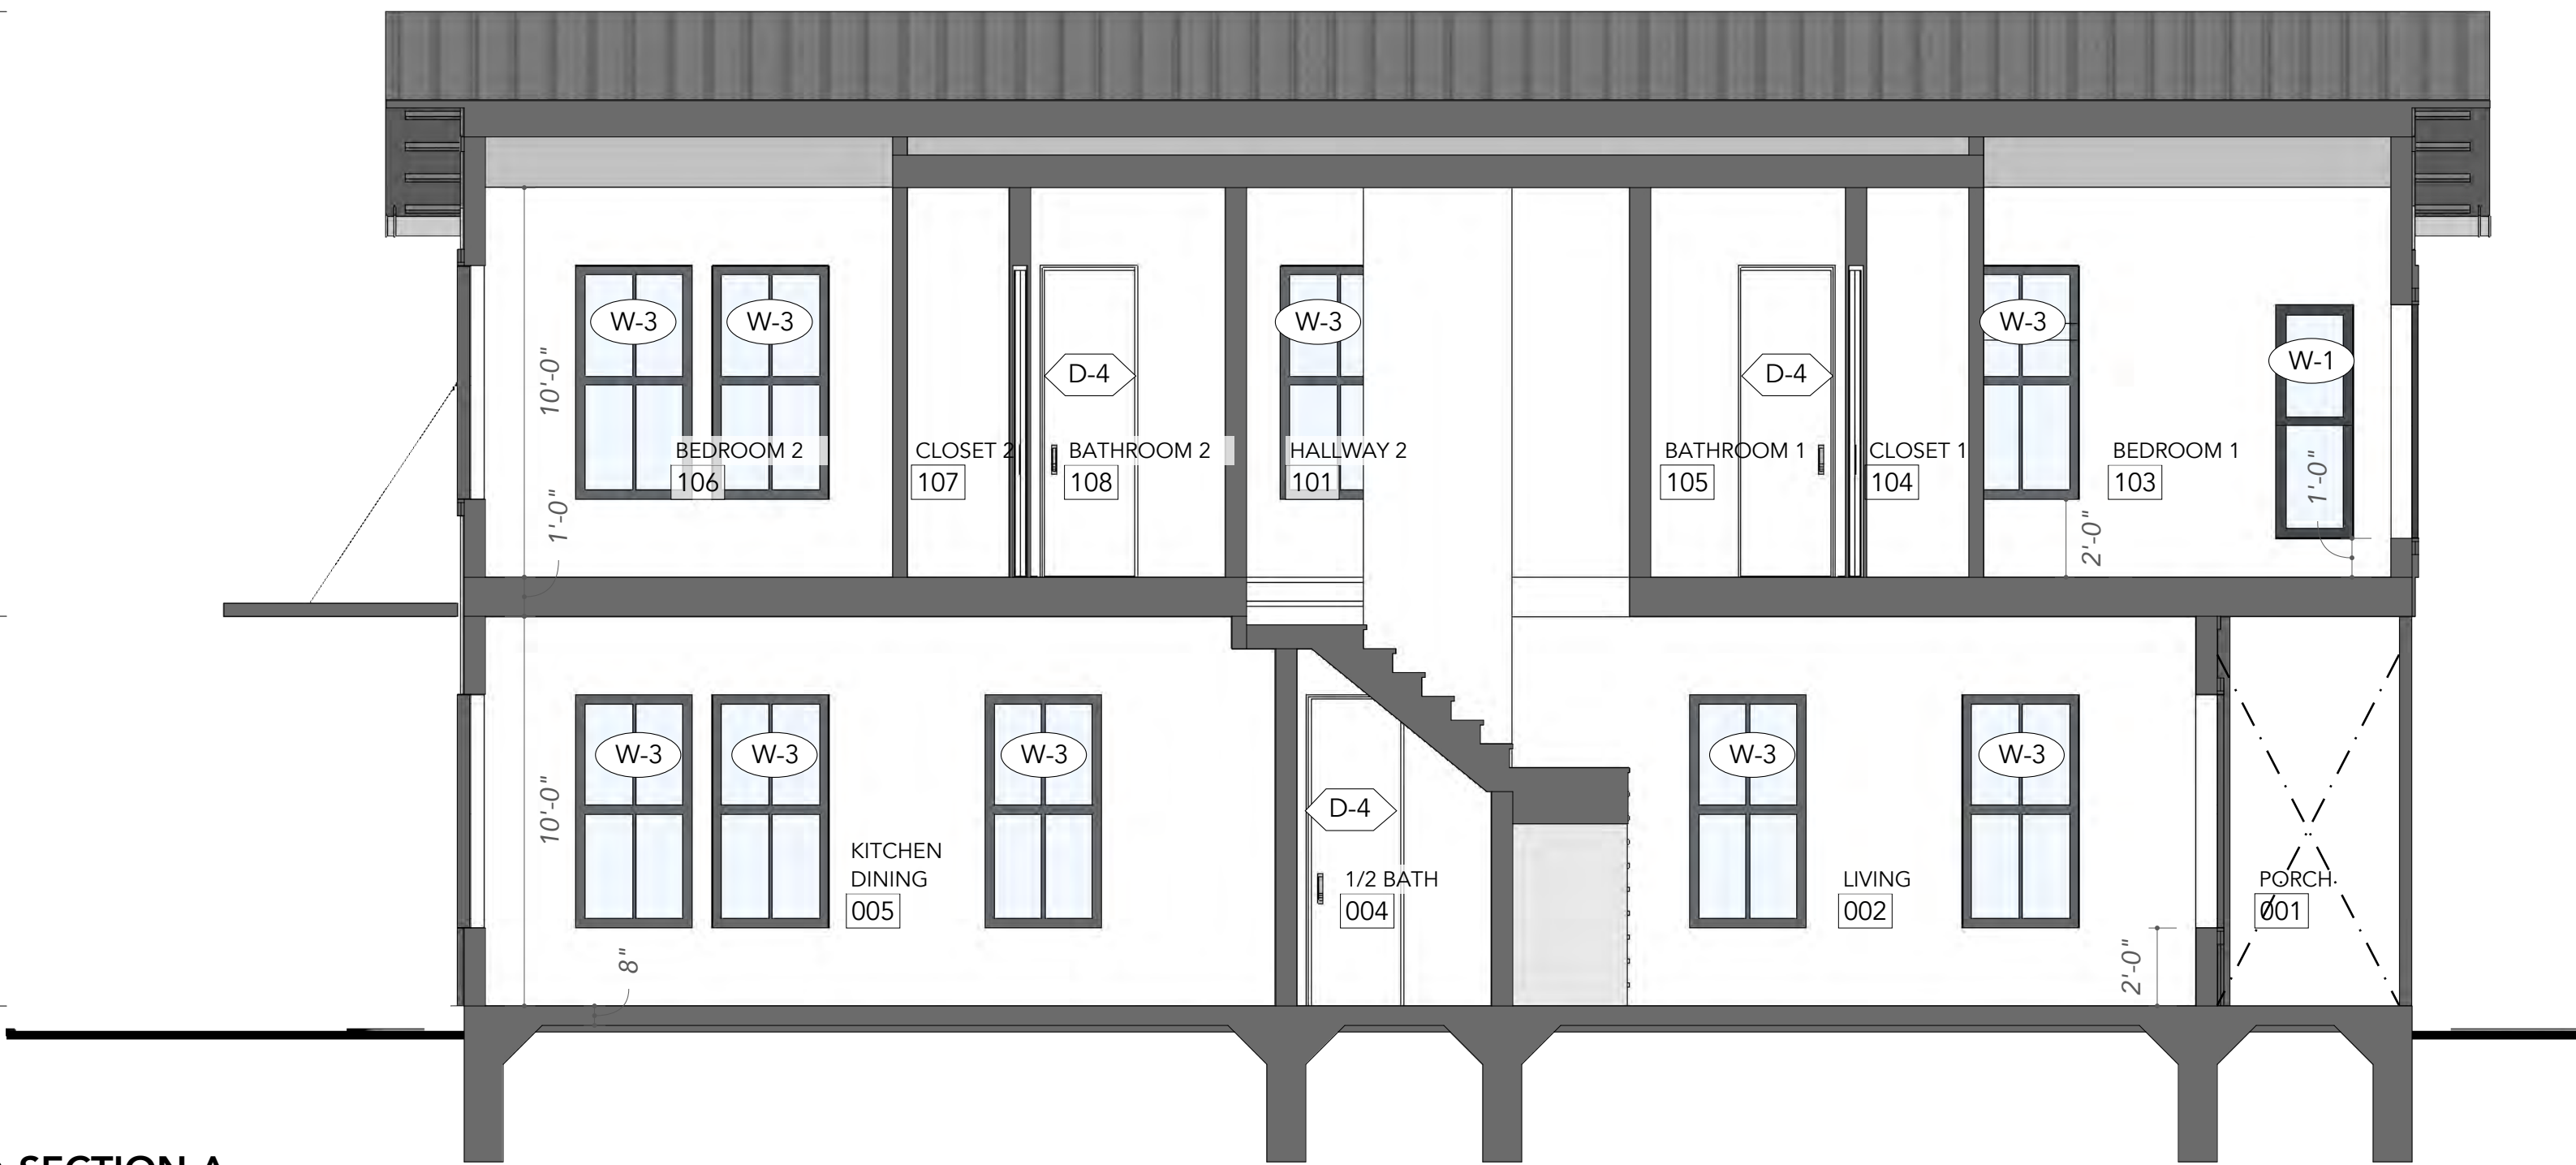 W-3
W-3
W-3
W-3
W-1
D-4
D-4
10'-0"
BEDROOM 2
106
CLOSET 2
107
BATHROOM 2
108
HALLWAY 2
101
BATHROOM 1
105
CLOSET 1
104
BEDROOM 1
103
1'-0"
1'-0"
2'-0"
W-3
W-3
W-3
W-3
W-3
D-4
10'-0"
KITCHEN
DINING
005
1/2 BATH
004
LIVING
002
PORCH
001
8"
2'-0"
SECTION A